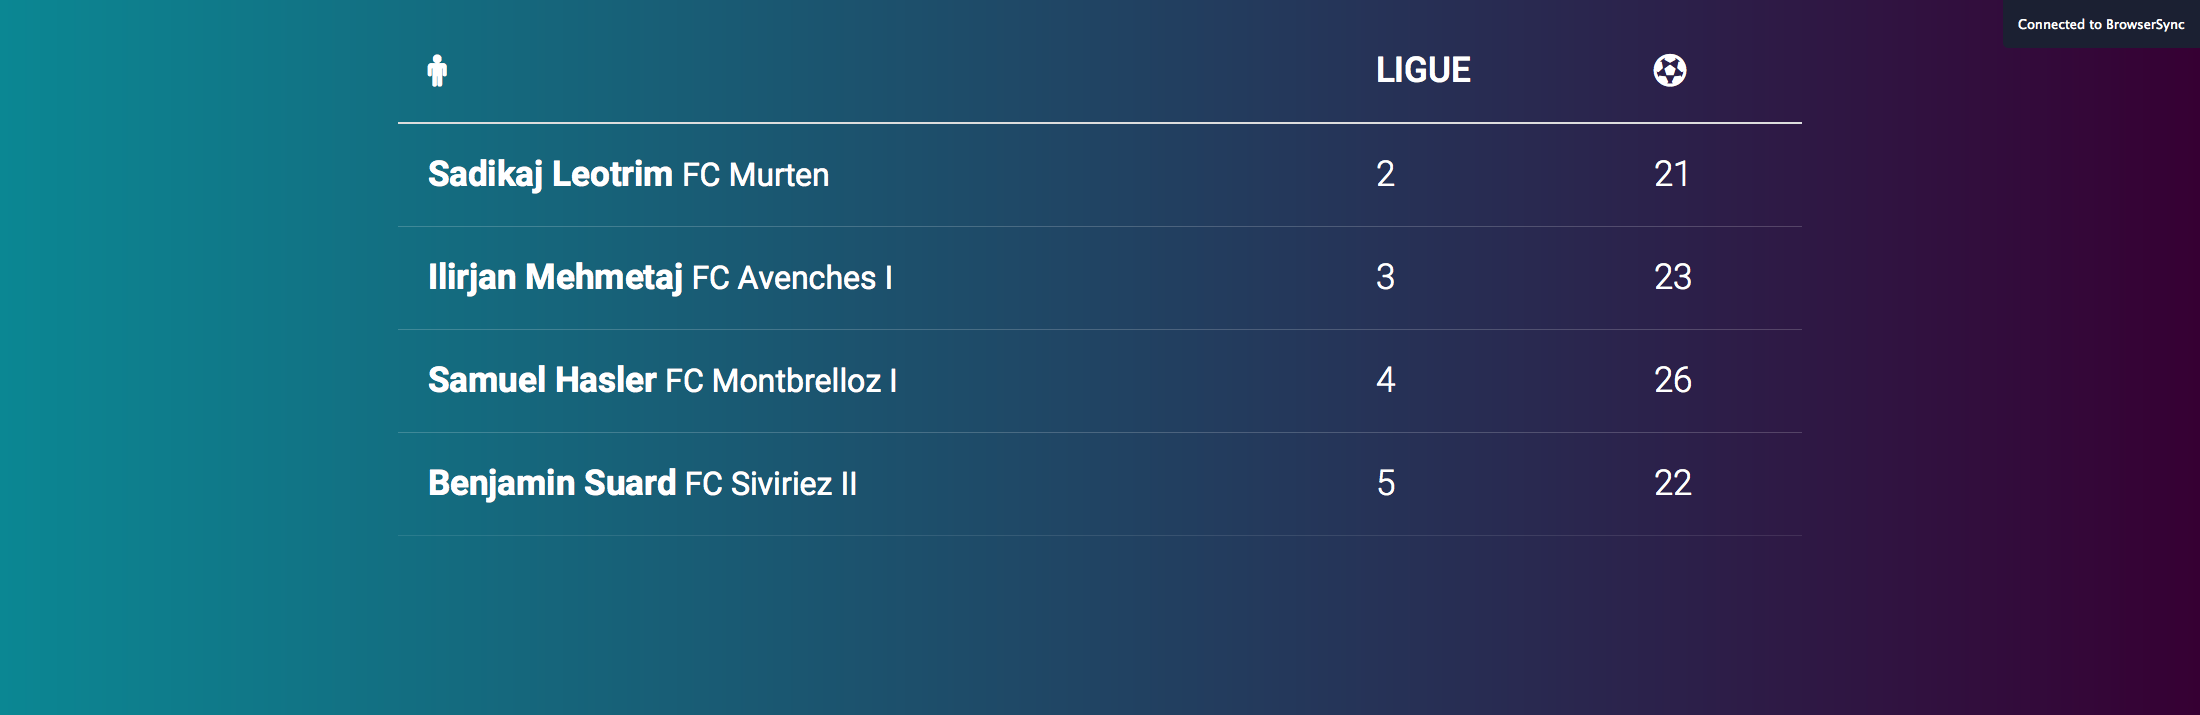 Connected to BrowserSync
LIGUE
Sadikaj Leotrim FC Murten 2 21
Ilirjan Mehmetaj FC Avenches I 3 23
Samuel Hasler FC Montbrelloz I 4 26
Benjamin Suard FC Siviriez II 5 22